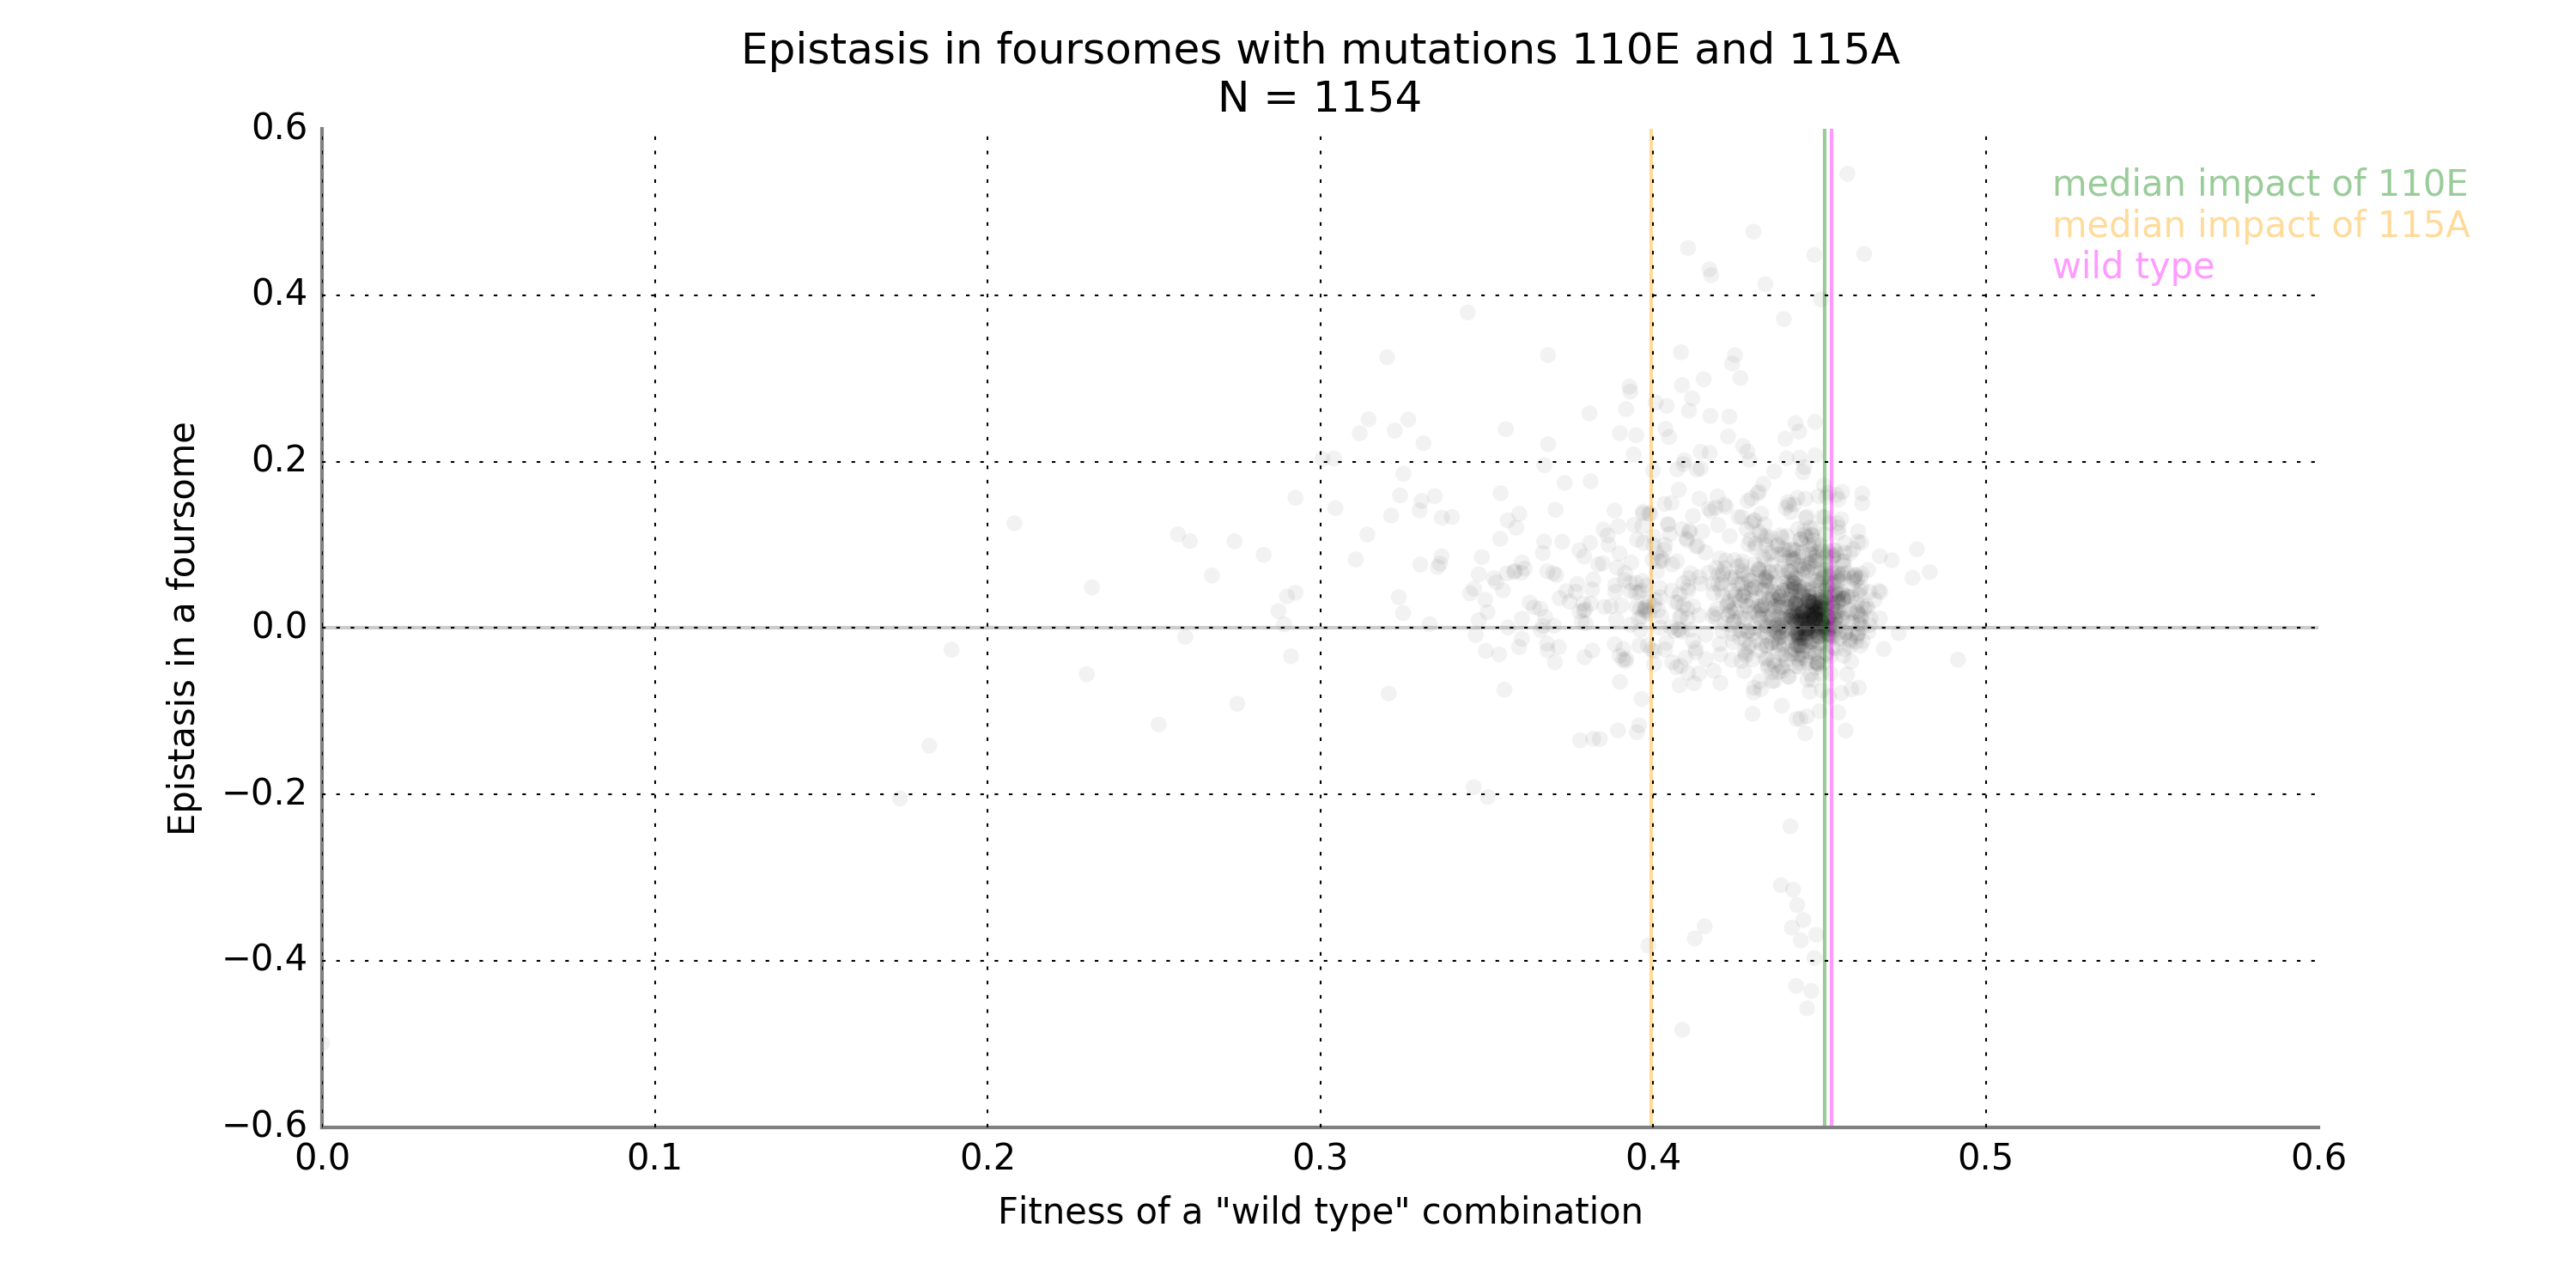 Epistasis in foursomes with mutations 110E and 115A
N = 1154
0.6
0.4
0.2
0.0
−0.2
−0.4
−0.6
Epistasis in a foursome
median impact of 110E
median impact of 115A
wild type
0.0 0.1 0.2 0.3 0.4 0.5 0.6
Fitness of a "wild type" combination